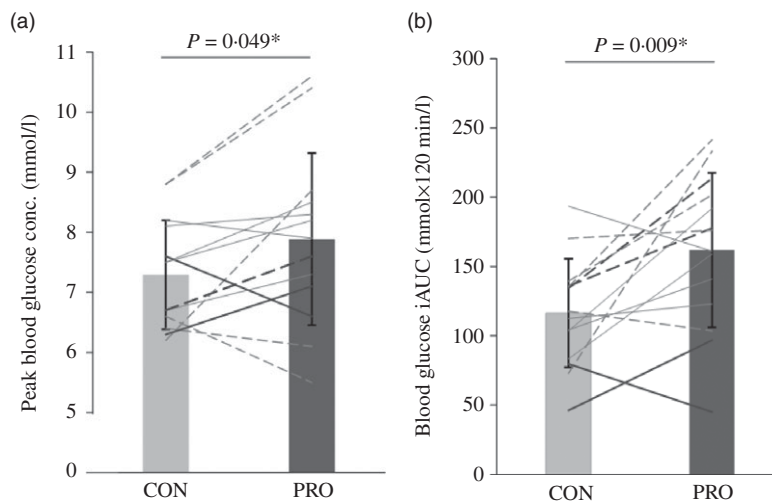 (a)
P = 0·049*
Peak blood glucose conc. (mmol/l)
11
10
9
8
7
6
5
0
CON
PRO
(b)
P = 0·009*
Blood glucose iAUC (mmol×120 min/l)
300
250
200
150
100
50
0
CON
PRO